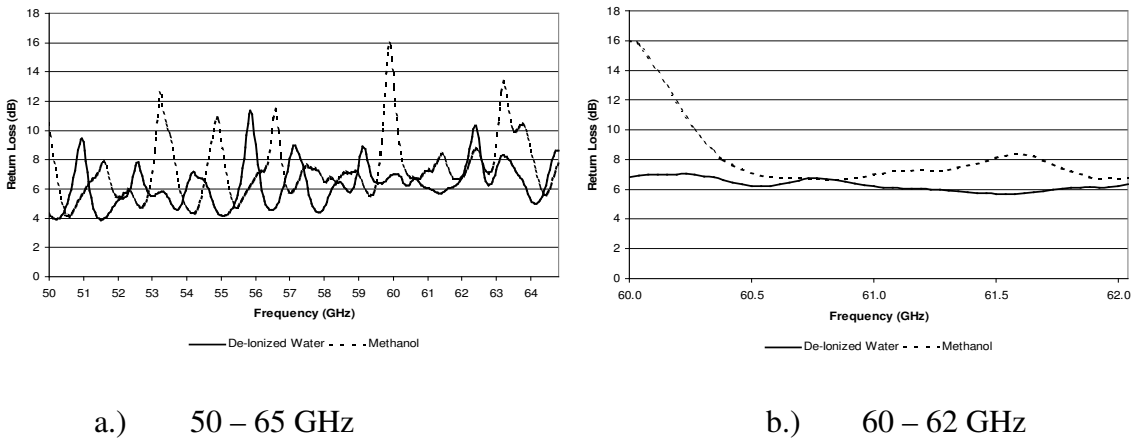 18
16
14
12
10
8
6
4
2
0
Return Loss (dB)
50 51 52 53 54 55 56 57 58 59 60 61 62 63 64
Frequency (GHz)
De-Ionized Water Methanol
18
16
14
12
10
8
6
4
2
0
Return Loss (dB)
60.0 60.5 61.0 61.5 62.0
Frequency (GHz)
De-Ionized Water Methanol
a.) 50 – 65 GHz
b.) 60 – 62 GHz